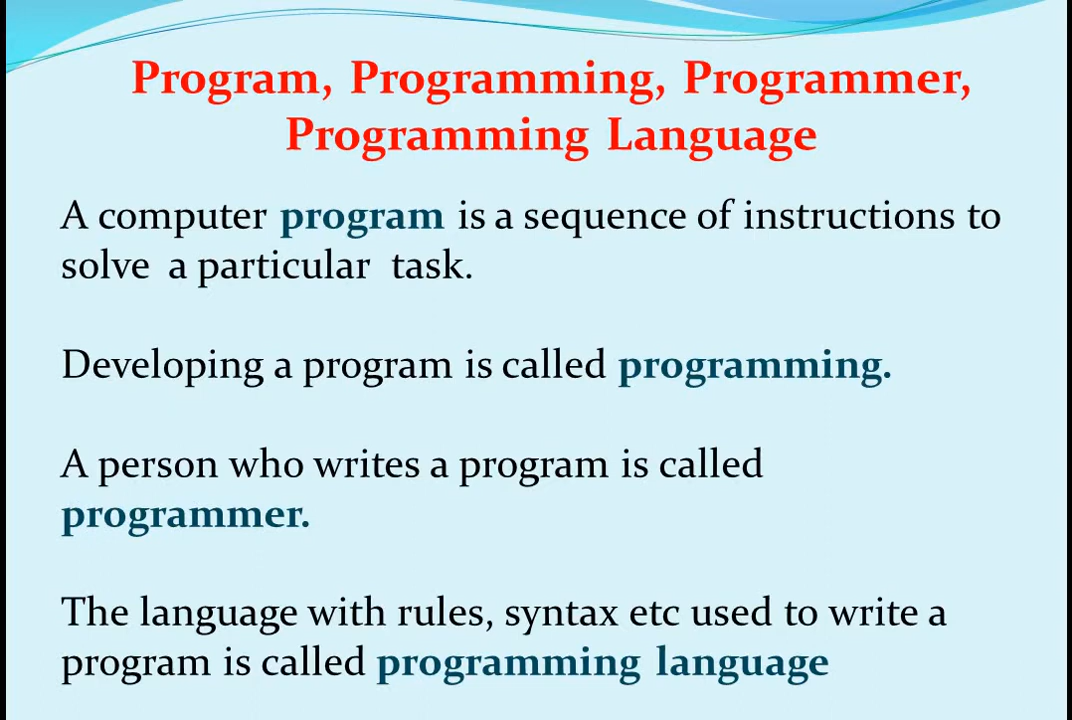 Program, Programming, Programmer,
Programming Language
A computer program is a sequence of instructions to
solve a particular task.
Developing a program is called programming.
A person who writes a program is called
programmer.
The language with rules, syntax etc used to write a
program is called programming language